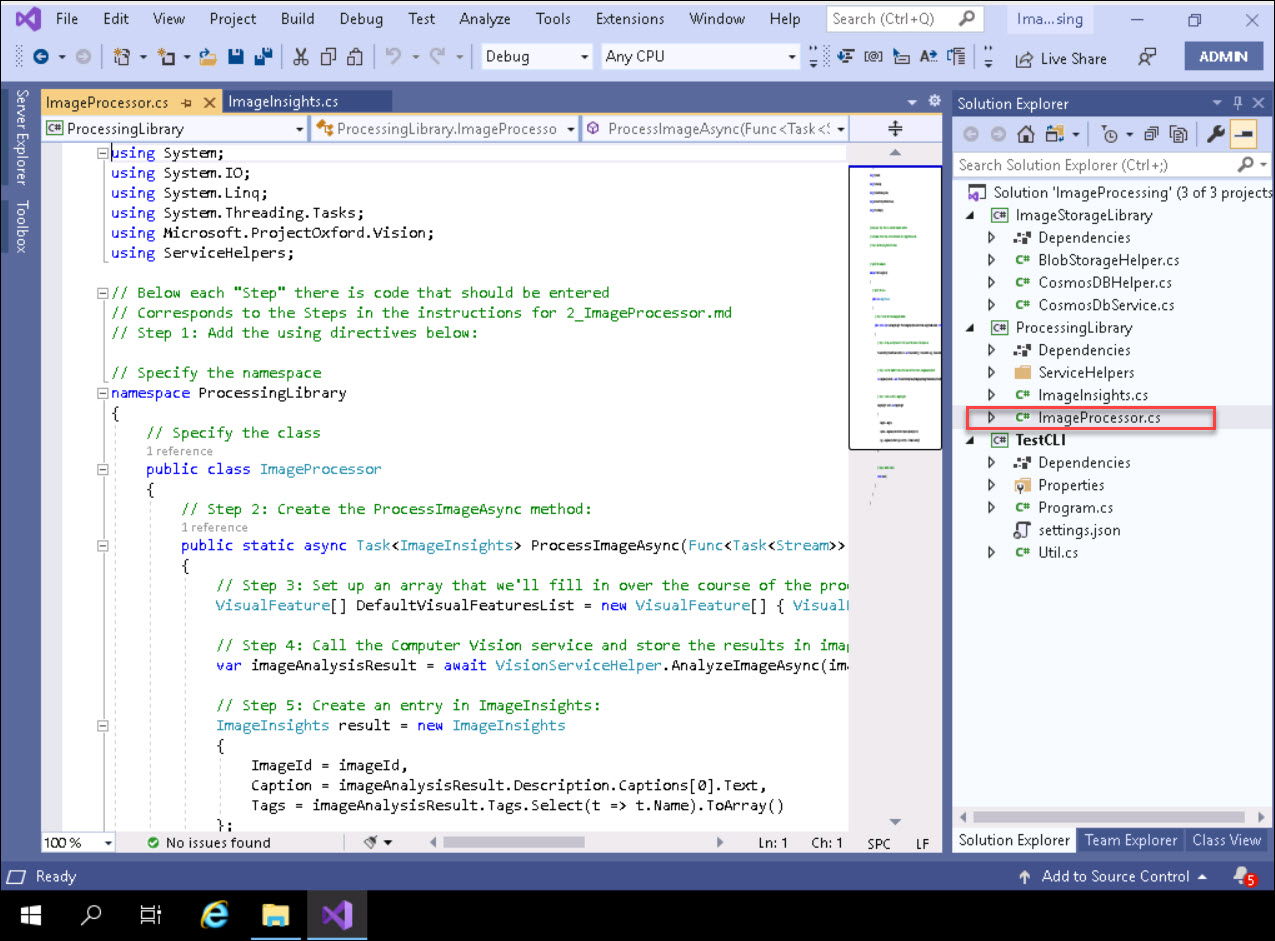 File Edit View Project Build Debug Test Analyze Tools Extensions Window Help Search (Ctrl+Q) Ima...sing
Debug Any CPU Live Share ADMIN
Server Explorer
Toolbox
ImageProcessor.cs ImageInsights.cs
C# ProcessingLibrary ProcessingLibrary.ImageProcesso ProcessImageAsync(Func<Task<S
using System;
using System.IO;
using System.Linq;
using System.Threading.Tasks;
using Microsoft.ProjectOxford.Vision;
using ServiceHelpers;
// Below each "Step" there is code that should be entered
// Corresponds to the Steps in the instructions for 2_ImageProcessor.md
// Step 1: Add the using directives below:
// Specify the namespace
namespace ProcessingLibrary
{
// Specify the class
1 reference
public class ImageProcessor
{
// Step 2: Create the ProcessImageAsync method:
1 reference
public static async Task<ImageInsights> ProcessImageAsync(Func<Task<Stream>>
{
// Step 3: Set up an array that we'll fill in over the course of the pro
VisualFeature[] DefaultVisualFeaturesList = new VisualFeature[] { Visual
// Step 4: Call the Computer Vision service and store the results in ima
var imageAnalysisResult = await VisionServiceHelper.AnalyzeImageAsync(im
// Step 5: Create an entry in ImageInsights:
ImageInsights result = new ImageInsights
{
ImageId = imageId,
Caption = imageAnalysisResult.Description.Captions[0].Text,
Tags = imageAnalysisResult.Tags.Select(t => t.Name).ToArray()
};
100 % No issues found Ln: 1 Ch: 1 SPC LF
Solution Explorer
Search Solution Explorer (Ctrl+;)
Solution 'ImageProcessing' (3 of 3 projects
C# ImageStorageLibrary
Dependencies
C# BlobStorageHelper.cs
C# CosmosDBHelper.cs
C# CosmosDbService.cs
C# ProcessingLibrary
Dependencies
ServiceHelpers
C# ImageInsights.cs
C# ImageProcessor.cs
C# TestCLI
Dependencies
Properties
C# Program.cs
settings.json
C# Util.cs
Solution Explorer Team Explorer Class View
Ready Add to Source Control 5